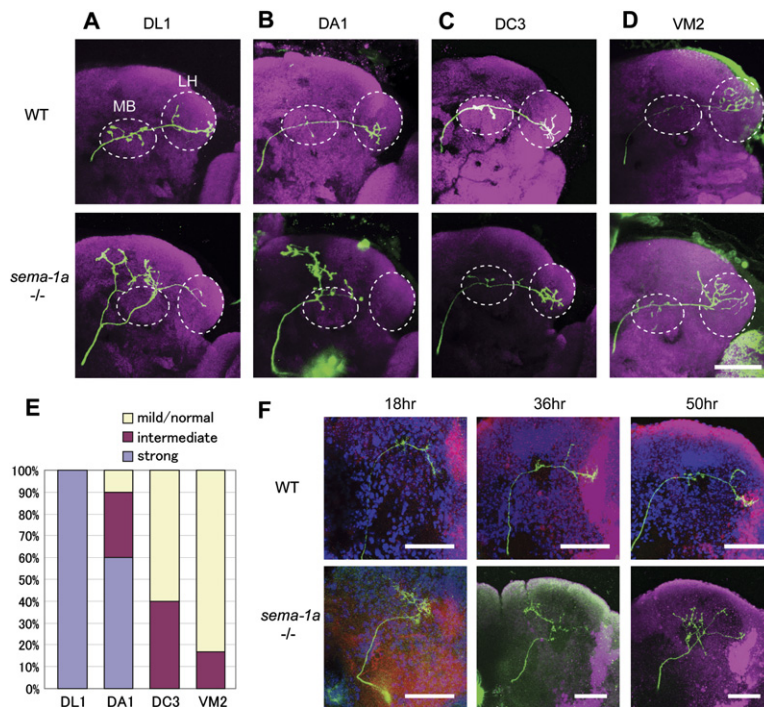 A B C D
DL1 DA1 DC3 VM2
WT
MB LH
sema-1a
-/-
E
mild/normal
intermediate
strong
100%
90%
80%
70%
60%
50%
40%
30%
20%
10%
0%
DL1 DA1 DC3 VM2
F
18hr 36hr 50hr
WT
sema-1a
-/-